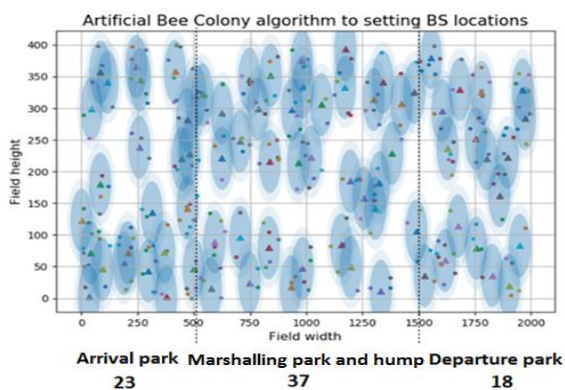 Artificial Bee Colony algorithm to setting BS locations
Field height
400
350
300
250
200
150
100
50
0
0 250 500 750 1000 1250 1500 1750 2000
Field width
Arrival park Marshalling park and hump Departure park
23 37 18